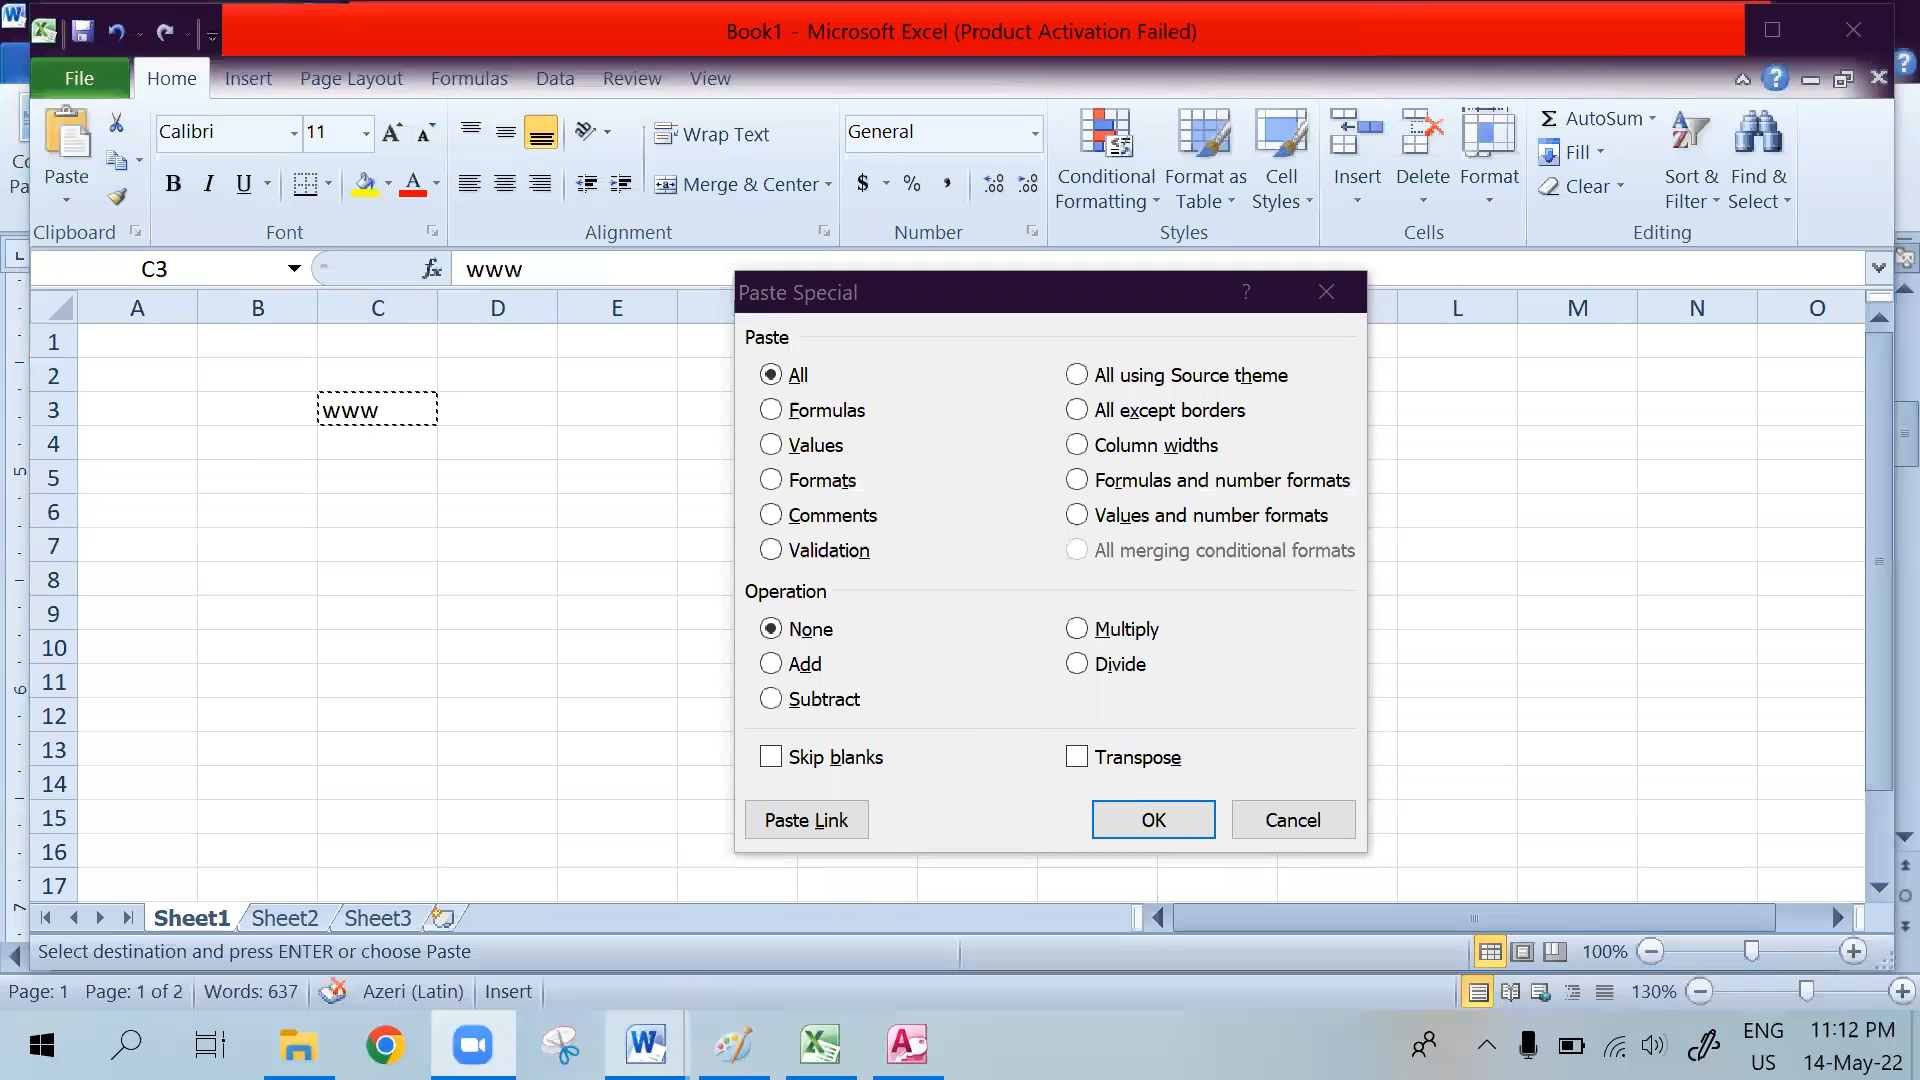 Book1 - Microsoft Excel (Product Activation Failed)
File Home Insert Page Layout Formulas Data Review View
Calibri 11 Wrap Text General AutoSum
Paste Fill
B I U Merge & Center $ % , Conditional Formatting Format as Table Cell Styles Insert Delete Format Clear Sort & Filter Find & Select
Clipboard Font Alignment Number Styles Cells Editing
C3 fx www
A B C D E L M N O
1
2
3 www
4
5
6
7
8
9
10
11
12
13
14
15
16
17
Paste Special ?
Paste
All All using Source theme
Formulas All except borders
Values Column widths
Formats Formulas and number formats
Comments Values and number formats
Validation All merging conditional formats
Operation
None Multiply
Add Divide
Subtract
Skip blanks Transpose
Paste Link OK Cancel
Sheet1 Sheet2 Sheet3
Select destination and press ENTER or choose Paste 100%
Page: 1 Page: 1 of 2 Words: 637 Azeri (Latin) Insert 130%
ENG 11:12 PM
US 14-May-22